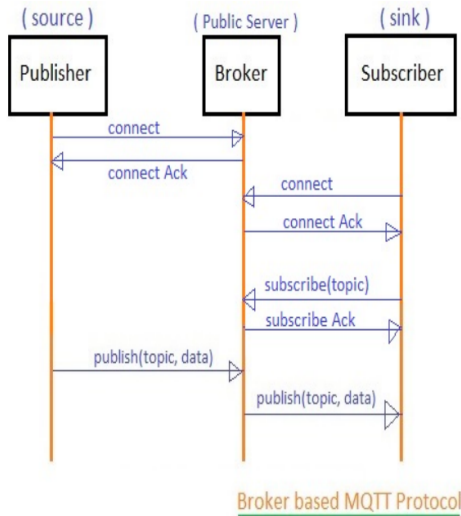 ( source ) ( Public Server ) ( sink )
Publisher Broker Subscriber
connect
connect Ack
connect
connect Ack
subscribe(topic)
subscribe Ack
publish(topic, data)
publish(topic, data)
Broker based MQTT Protocol